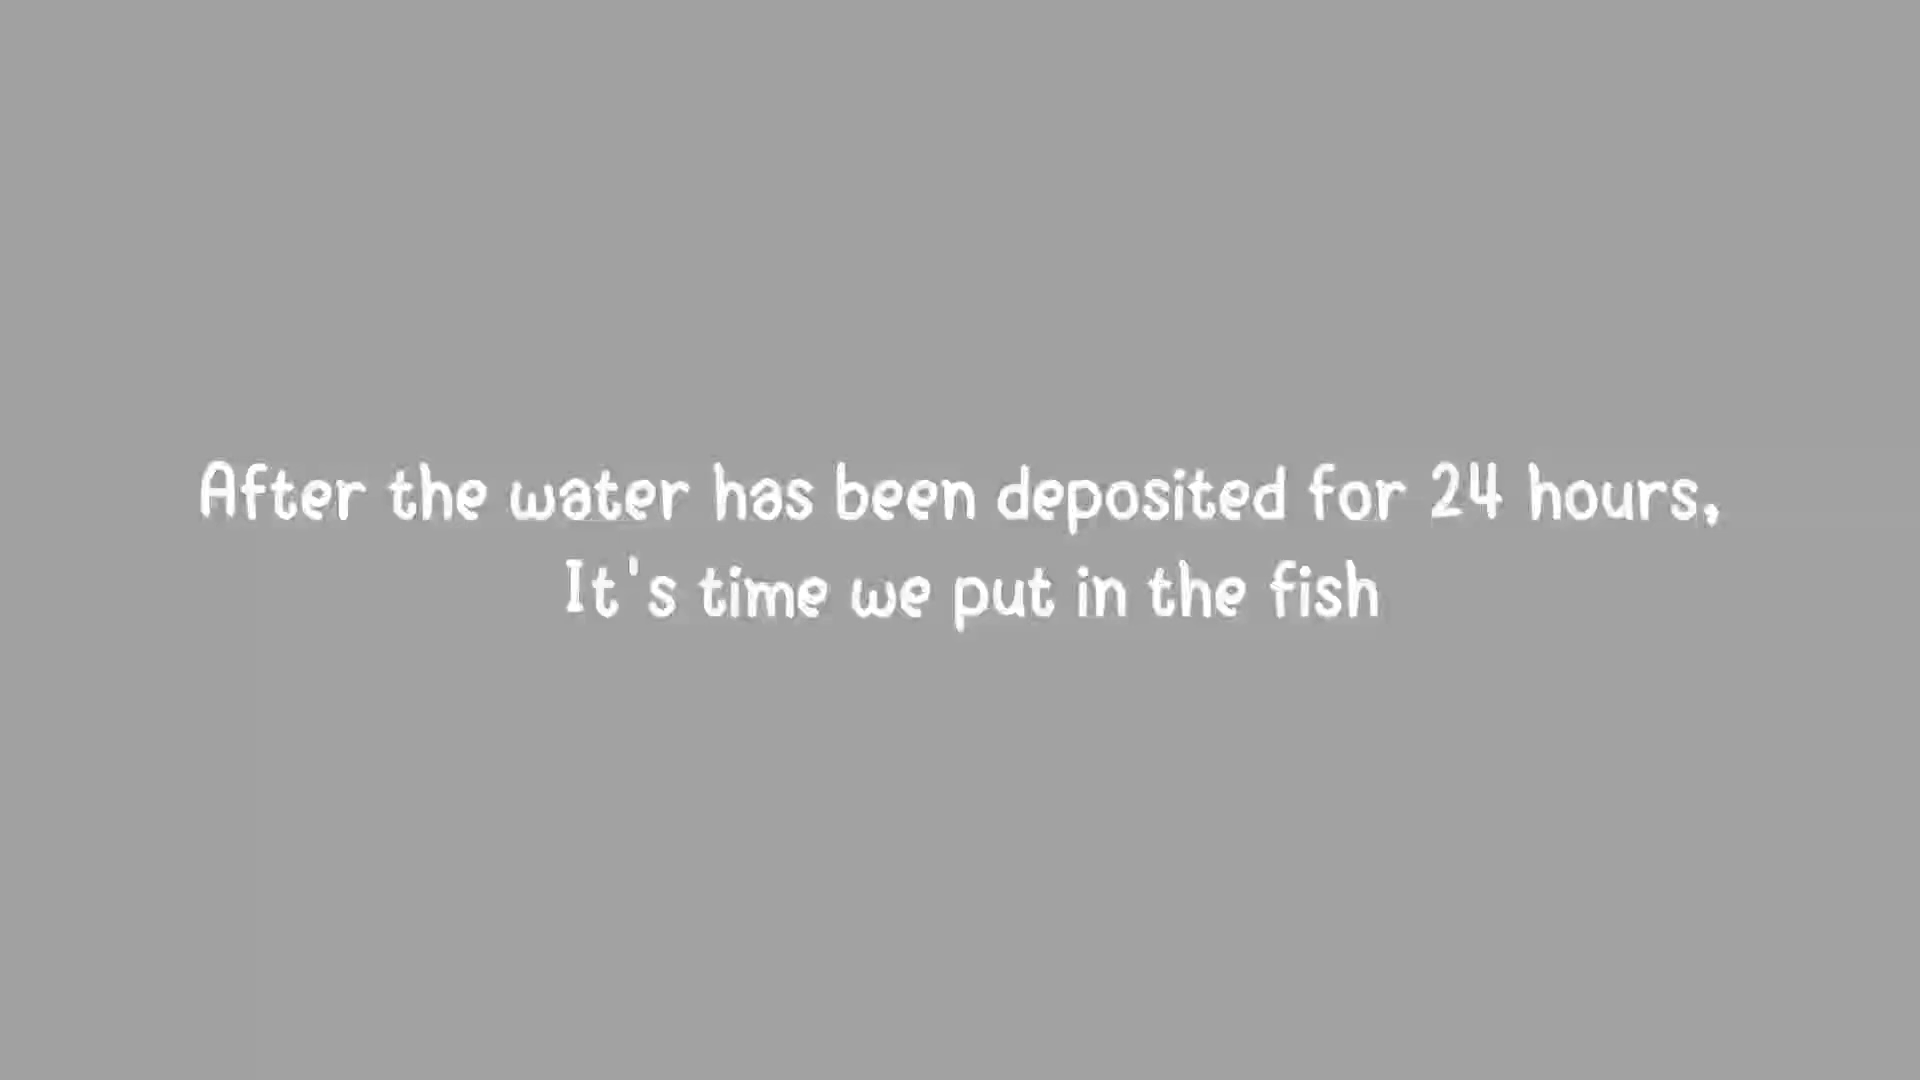 After the water has been deposited for 24 hours,
It's time we put in the fish